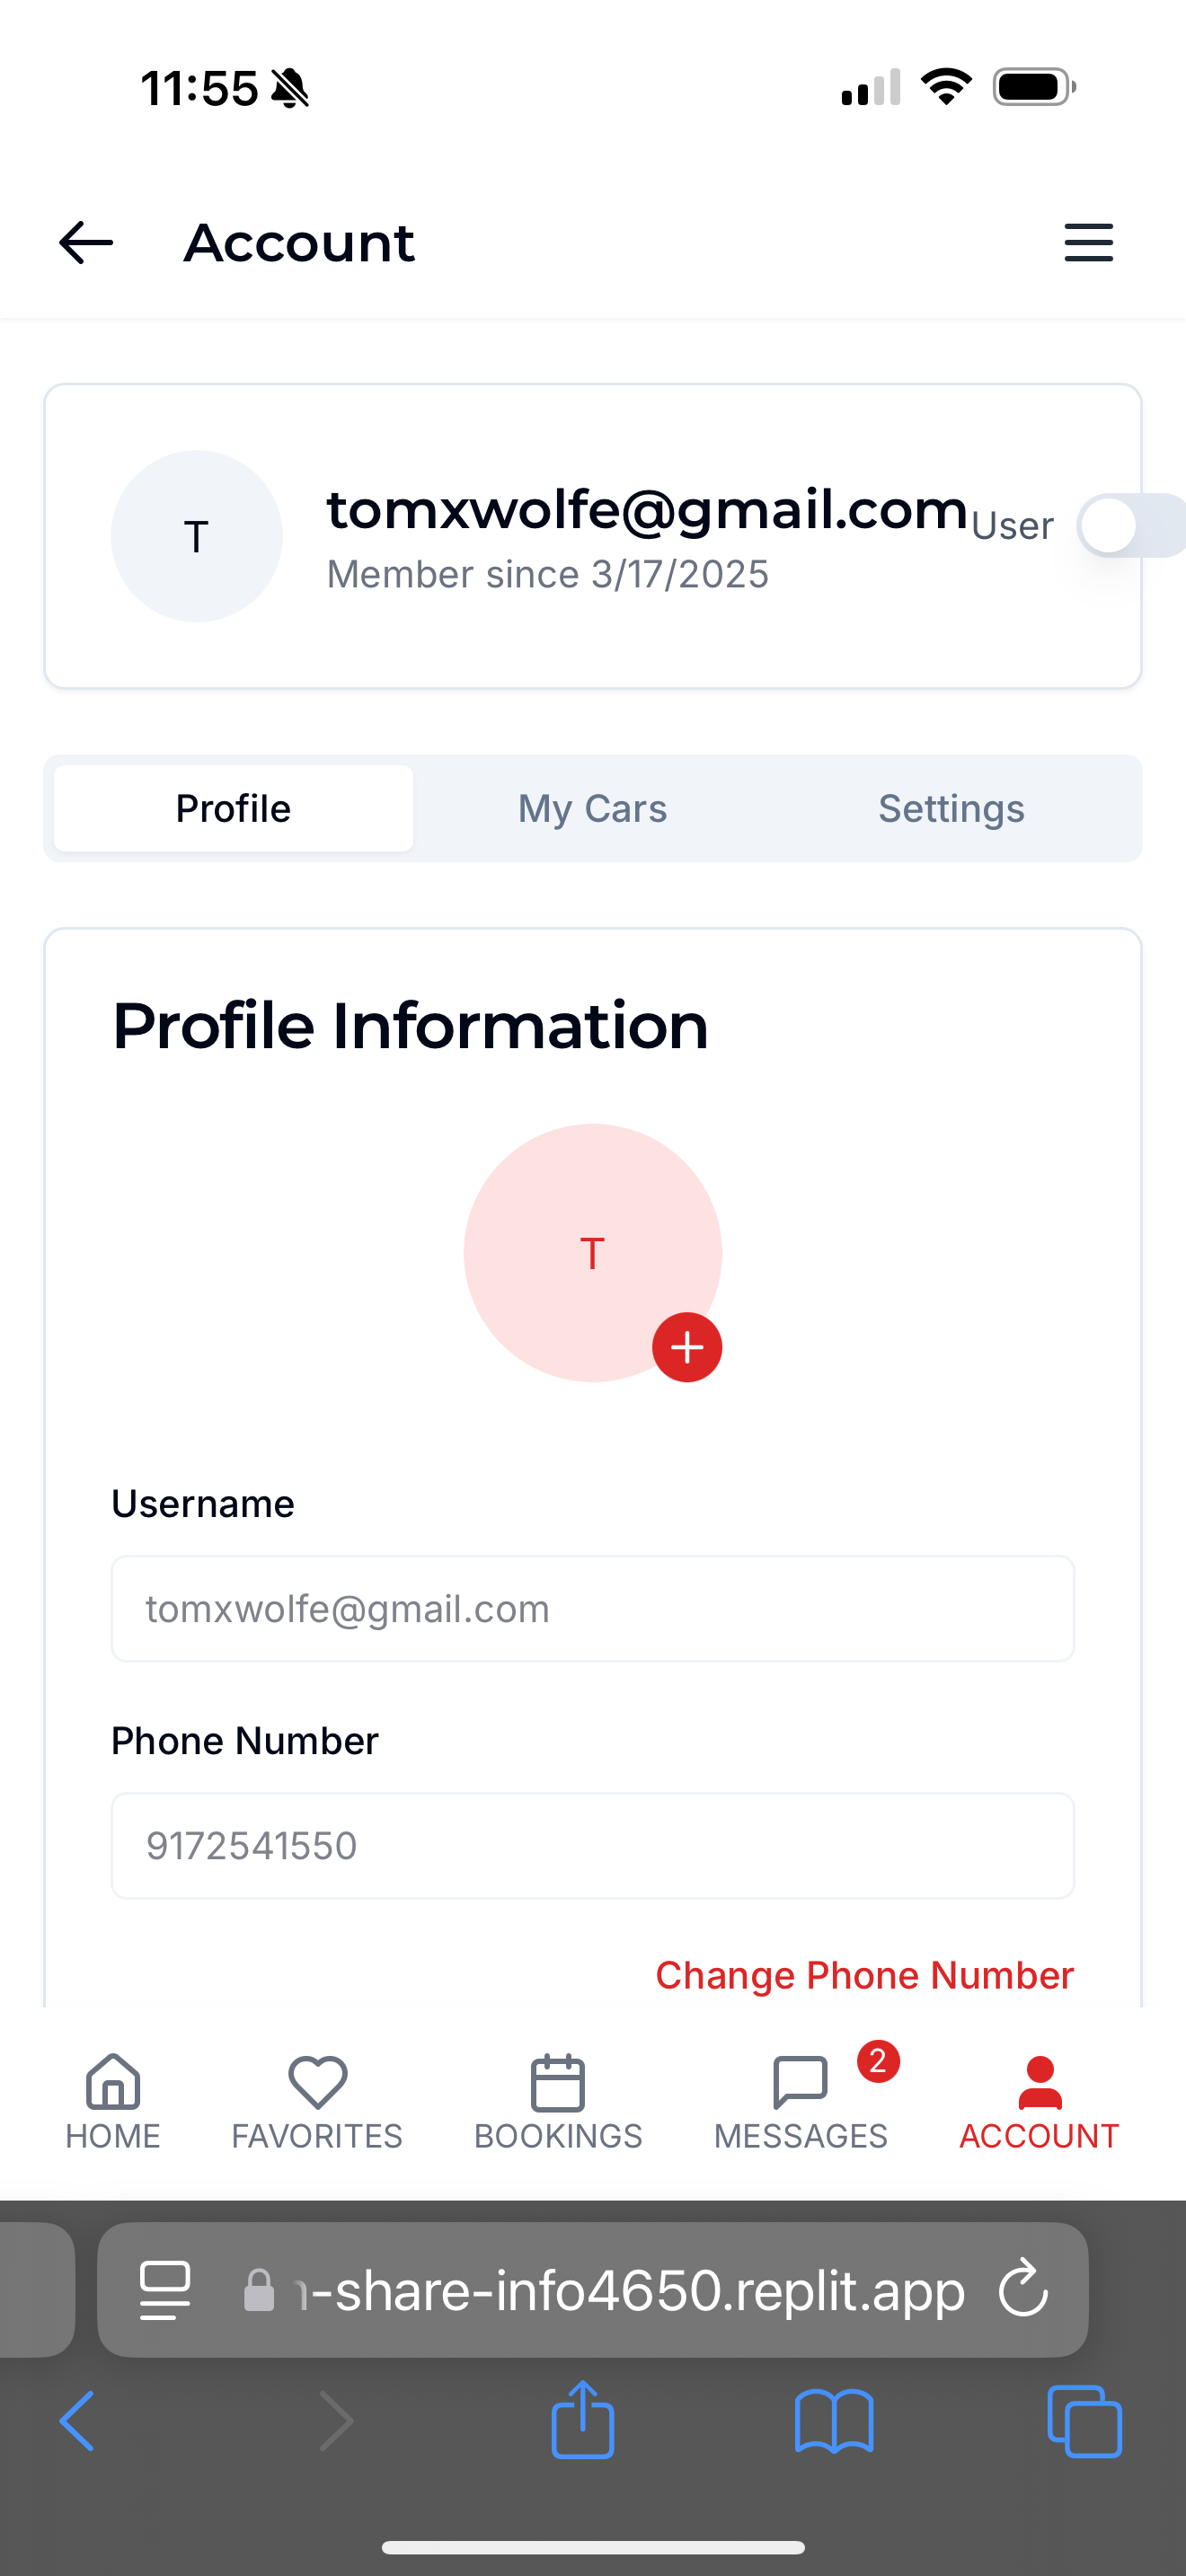 11:55
Account
T
tomxwolfe@gmail.com
User
Member since 3/17/2025
Profile
My Cars
Settings
Profile Information
T
Username
tomxwolfe@gmail.com
Phone Number
9172541550
Change Phone Number
2
HOME
FAVORITES
BOOKINGS
MESSAGES
ACCOUNT
-share-info4650.replit.app